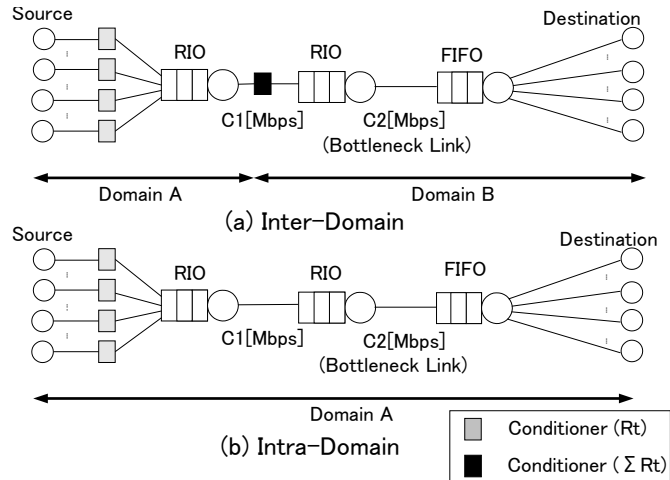 Source
Destination
RIO
RIO
FIFO
C1[Mbps]
C2[Mbps]
(Bottleneck Link)
Domain A
Domain B
(a) Inter-Domain
Source
Destination
RIO
RIO
FIFO
C1[Mbps]
C2[Mbps]
(Bottleneck Link)
Domain A
(b) Intra-Domain
Conditioner (Rt)
Conditioner (Σ Rt)